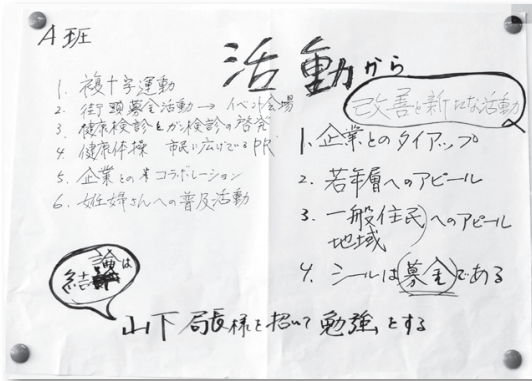 A班
活動から
1. 複十字運動
2. 街頭募金活動→イベント会場
3. 健康検診とガン検診の啓発
4. 健康体操 市民に広げている PR
5. 企業とのコラボレーション
6. 妊婦さんへの普及活動
改善と新たな活動
1. 企業とのタイアップ
2. 若年層へのアピール
3. 一般住民
地域 へのアピール
4. シールは募金である
結論は
山下局長様を招いて勉強とする